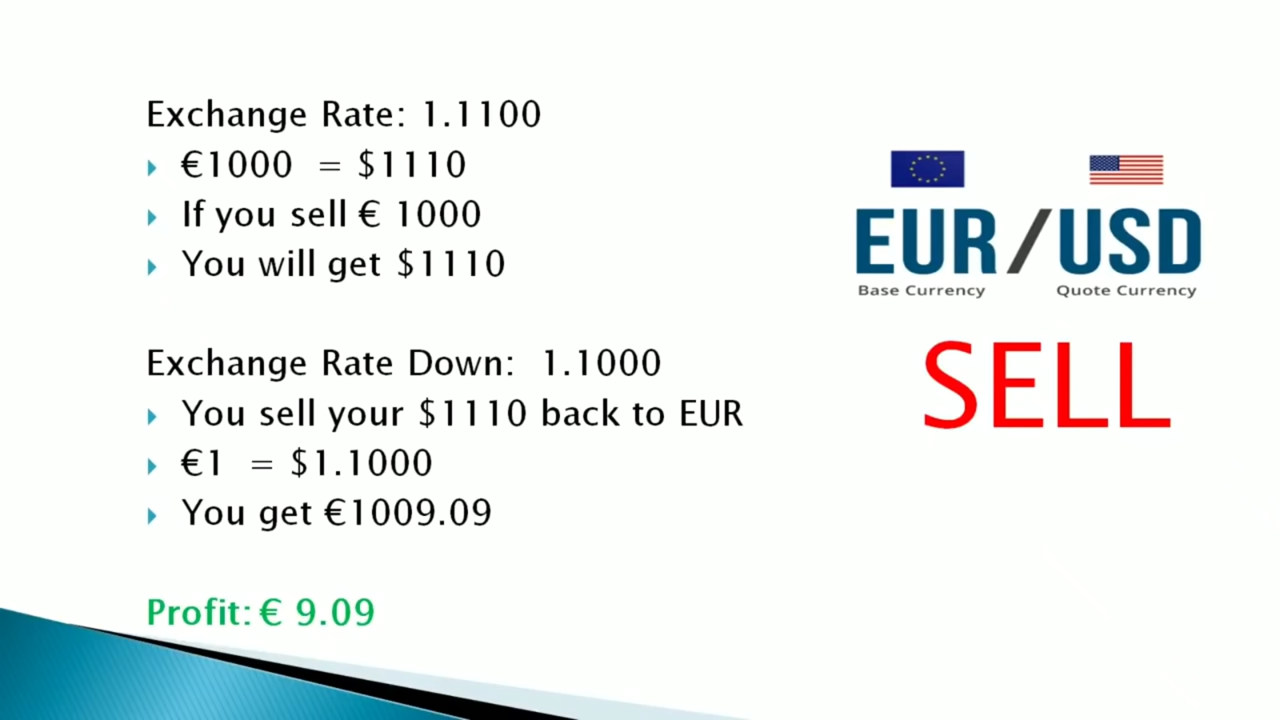 Exchange Rate: 1.1100
€1000 = $1110
If you sell € 1000
You will get $1110
Exchange Rate Down: 1.1000
You sell your $1110 back to EUR
€1 = $1.1000
You get €1009.09
Profit: € 9.09
EUR/USD
Base Currency Quote Currency
SELL